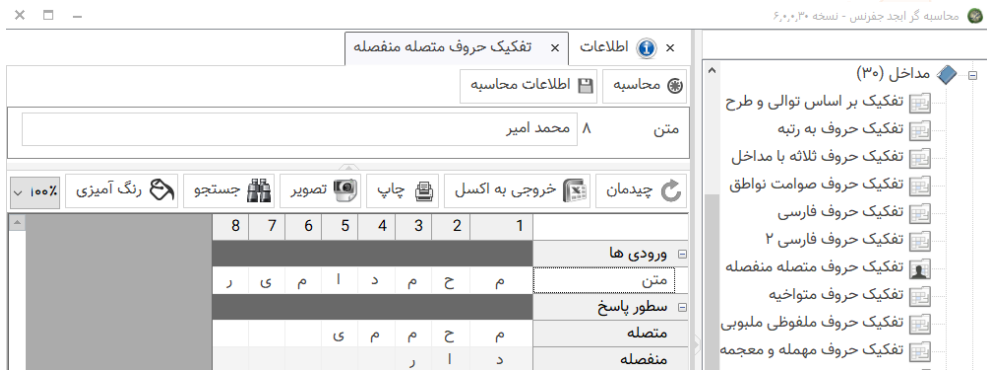 محاسبه گر ابجد جفرنس - نسخه ۶,۰,۰,۳۰
اطلاعات
تفکیک حروف متصله منفصله
محاسبه
اطلاعات محاسبه
متن ۸ محمد امیر
چیدمان خروجی به اکسل چاپ تصویر جستجو رنگ آمیزی ۱۰۰٪
1 2 3 4 5 6 7 8
ورودی ها
متن م ح م د ا م ی ر
سطور پاسخ
متصله م ح م م ی
منفصله د ا ر
مداخل (۳۰)
تفکیک بر اساس توالی و طرح
تفکیک حروف به رتبه
تفکیک حروف ثلاثه با مداخل
تفکیک حروف صوامت نواطق
تفکیک حروف فارسی
تفکیک حروف فارسی ۲
تفکیک حروف متصله منفصله
تفکیک حروف متواخیه
تفکیک حروف ملفوظی ملبوبی
تفکیک حروف مهمله و معجمه